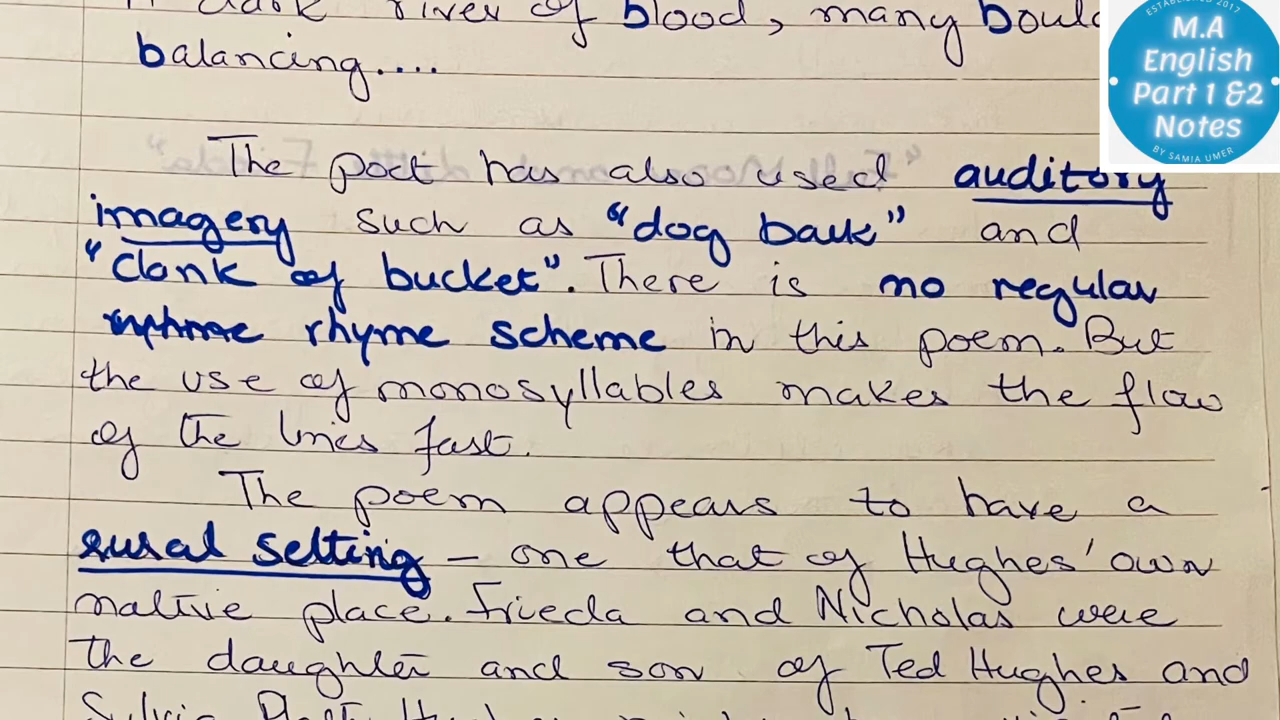 dark river of blood, many boul
balancing....
The poet has also used auditory
imagery such as "dog bark" and
"clank of bucket". There is no regular
rhyme scheme in this poem. But
the use of monosyllables makes the flow
of the lines fast.
The poem appears to have a
rural setting – one that of Hughes' own
native place. Frieda and Nicholas were
the daughter and son of Ted Hughes and
Sylvia Plath.
ESTABLISHED 2017
M.A
English
Part 1 &2
Notes
BY SAMIA UMER